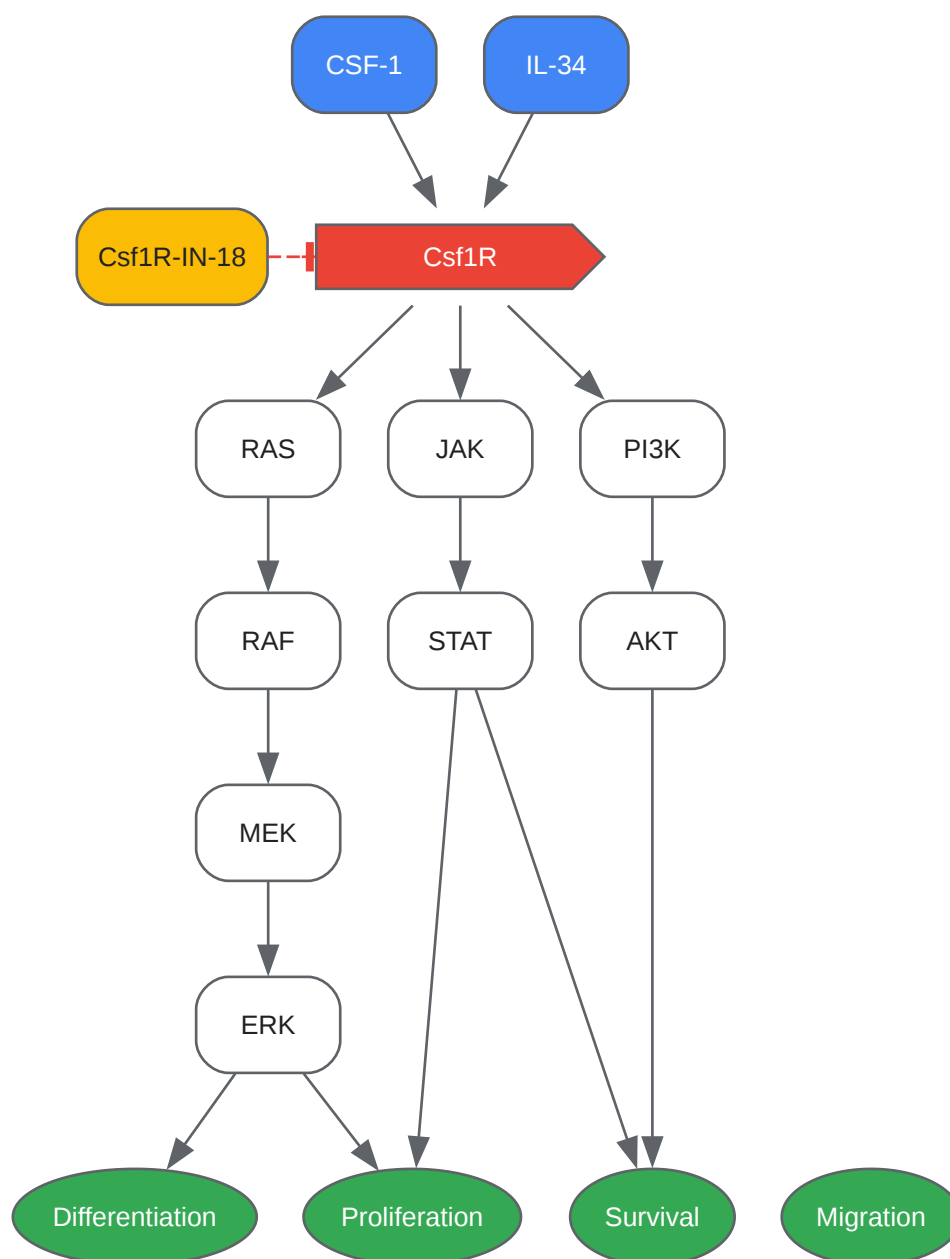 CSF-1
IL-34
Csf1R-IN-18
Csf1R
RAS
JAK
PI3K
RAF
STAT
AKT
MEK
ERK
Differentiation
Proliferation
Survival
Migration